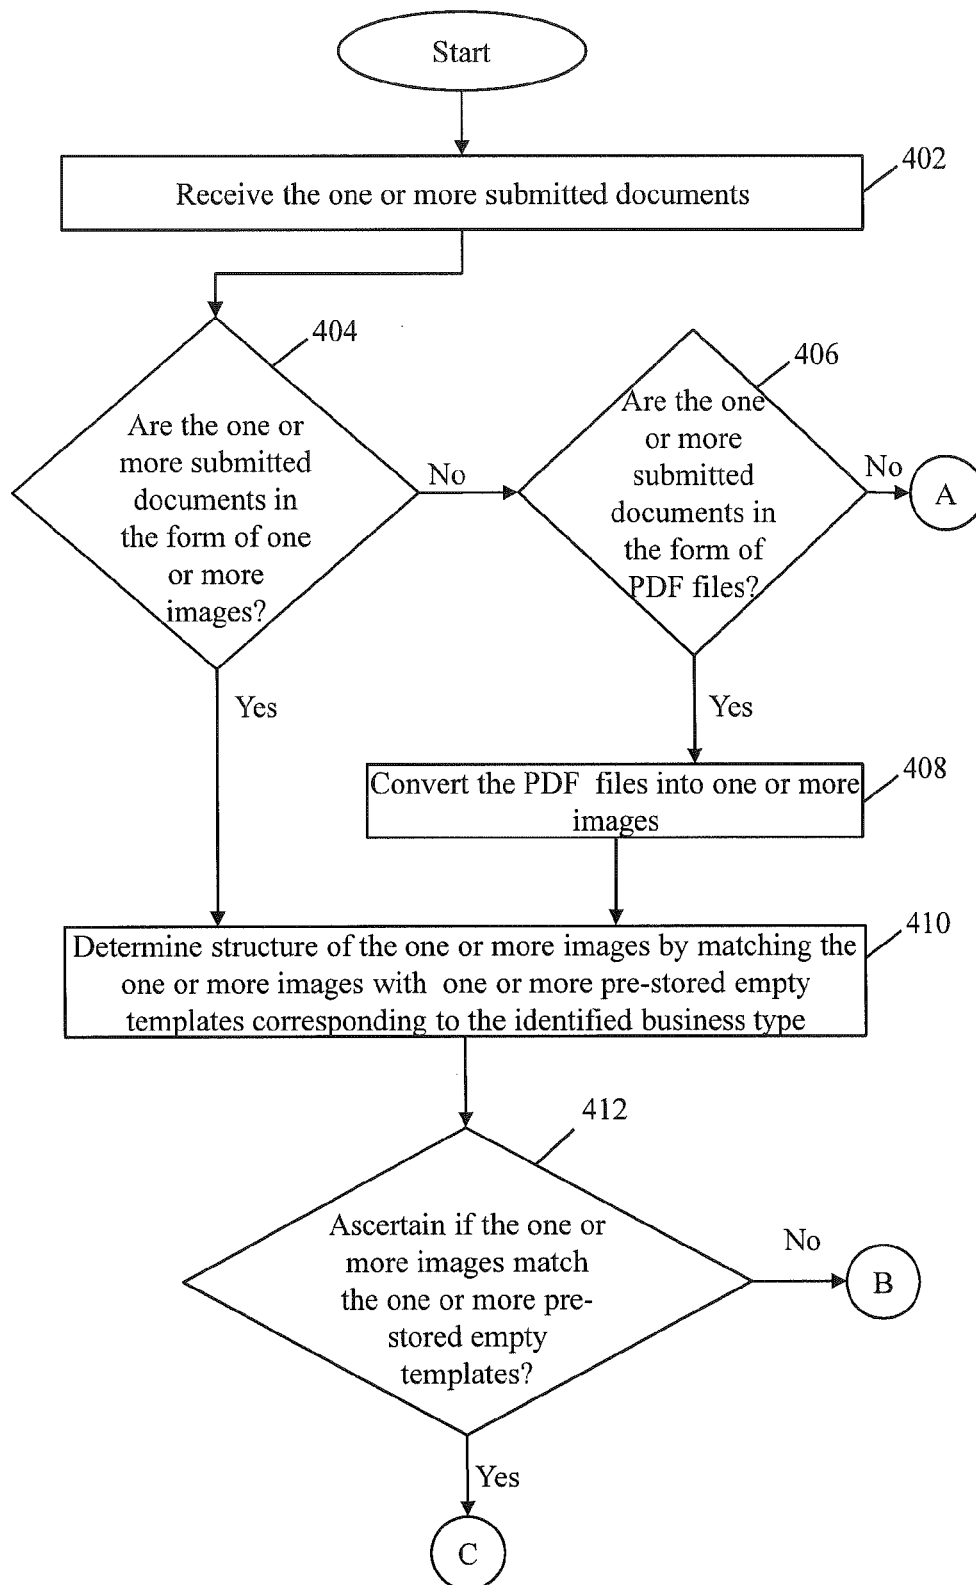 Start
402
Receive the one or more submitted documents
404
Are the one or
more submitted
documents in
the form of one
or more
images?
No
406
Are the one
or more
submitted
documents in
the form of
PDF files?
No
A
Yes
Yes
408
Convert the PDF files into one or more
images
410
Determine structure of the one or more images by matching the
one or more images with one or more pre-stored empty
templates corresponding to the identified business type
412
Ascertain if the one or
more images match
the one or more pre-
stored empty
templates?
No
B
Yes
C